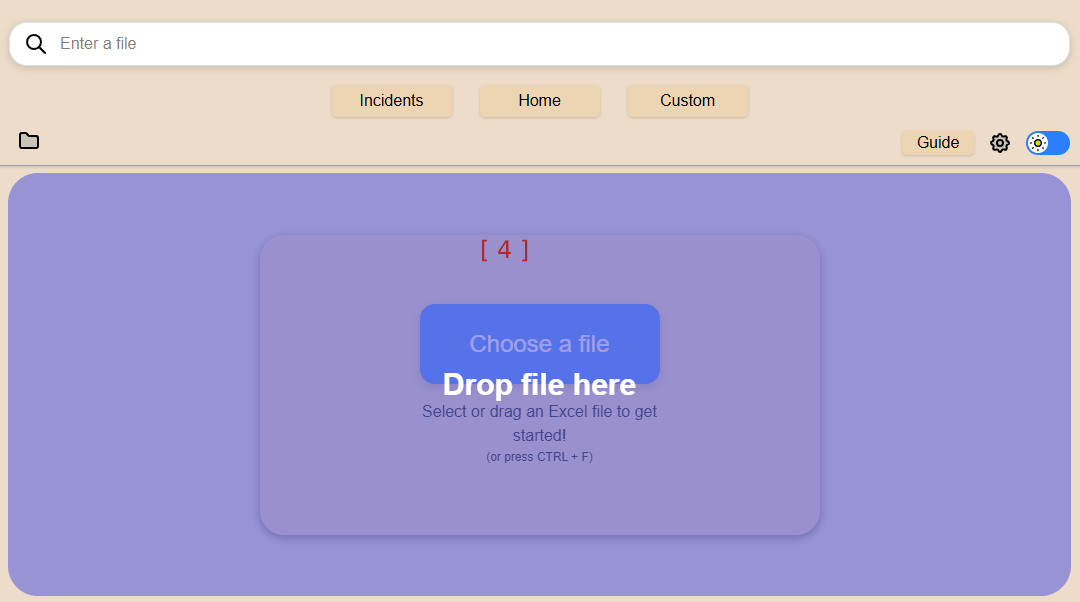 Enter a file
Incidents Home Custom
Guide
[ 4 ]
Choose a file
Drop file here
Select or drag an Excel file to get
started!
(or press CTRL + F)